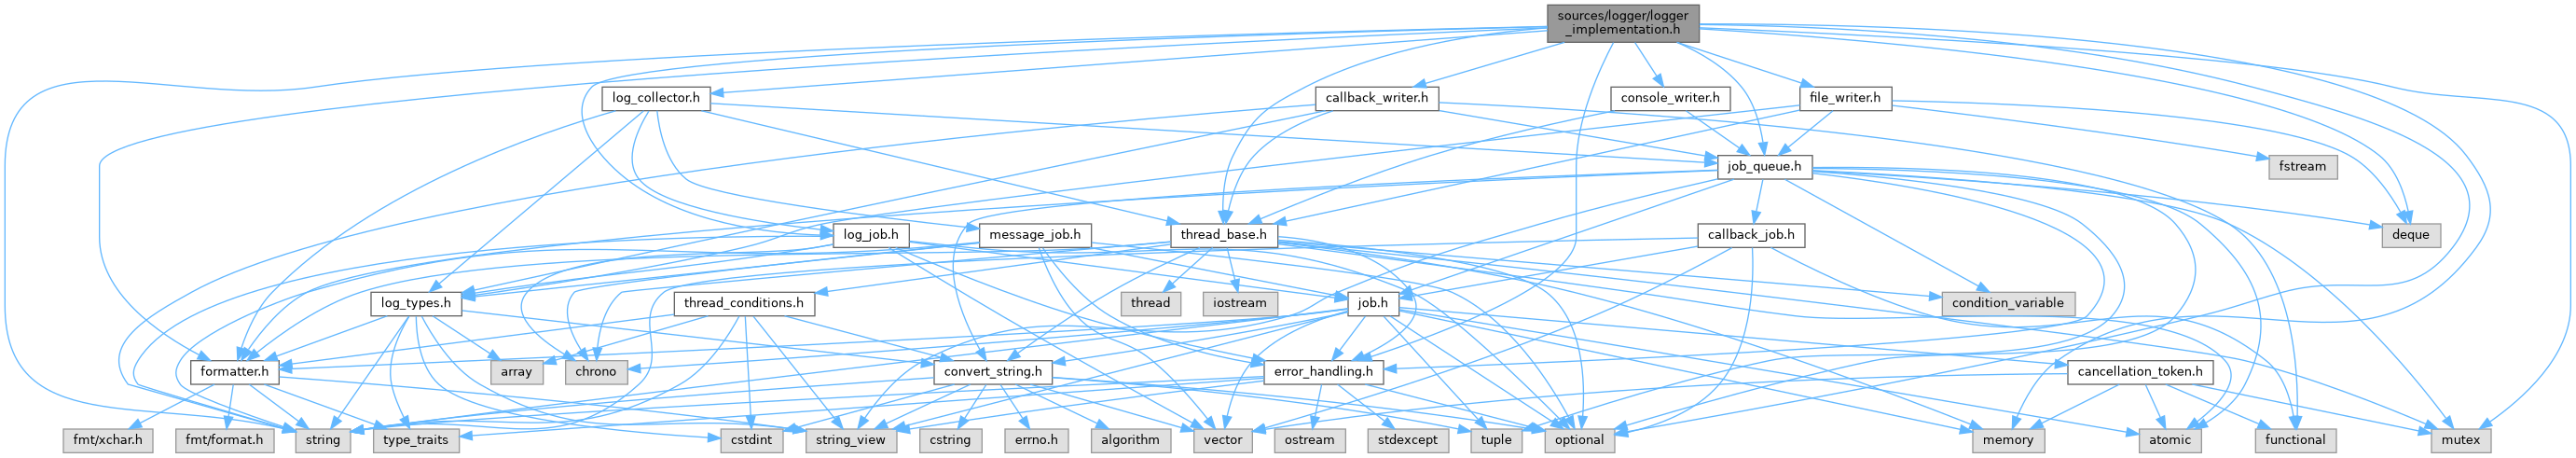 sources/logger/logger
_implementation.h
log_collector.h
callback_writer.h
console_writer.h
file_writer.h
job_queue.h
fstream
log_job.h
message_job.h
thread_base.h
callback_job.h
deque
log_types.h
thread_conditions.h
thread
iostream
job.h
condition_variable
formatter.h
array
chrono
convert_string.h
error_handling.h
cancellation_token.h
fmt/xchar.h
fmt/format.h
string
type_traits
cstdint
string_view
cstring
errno.h
algorithm
vector
ostream
stdexcept
tuple
optional
memory
atomic
functional
mutex